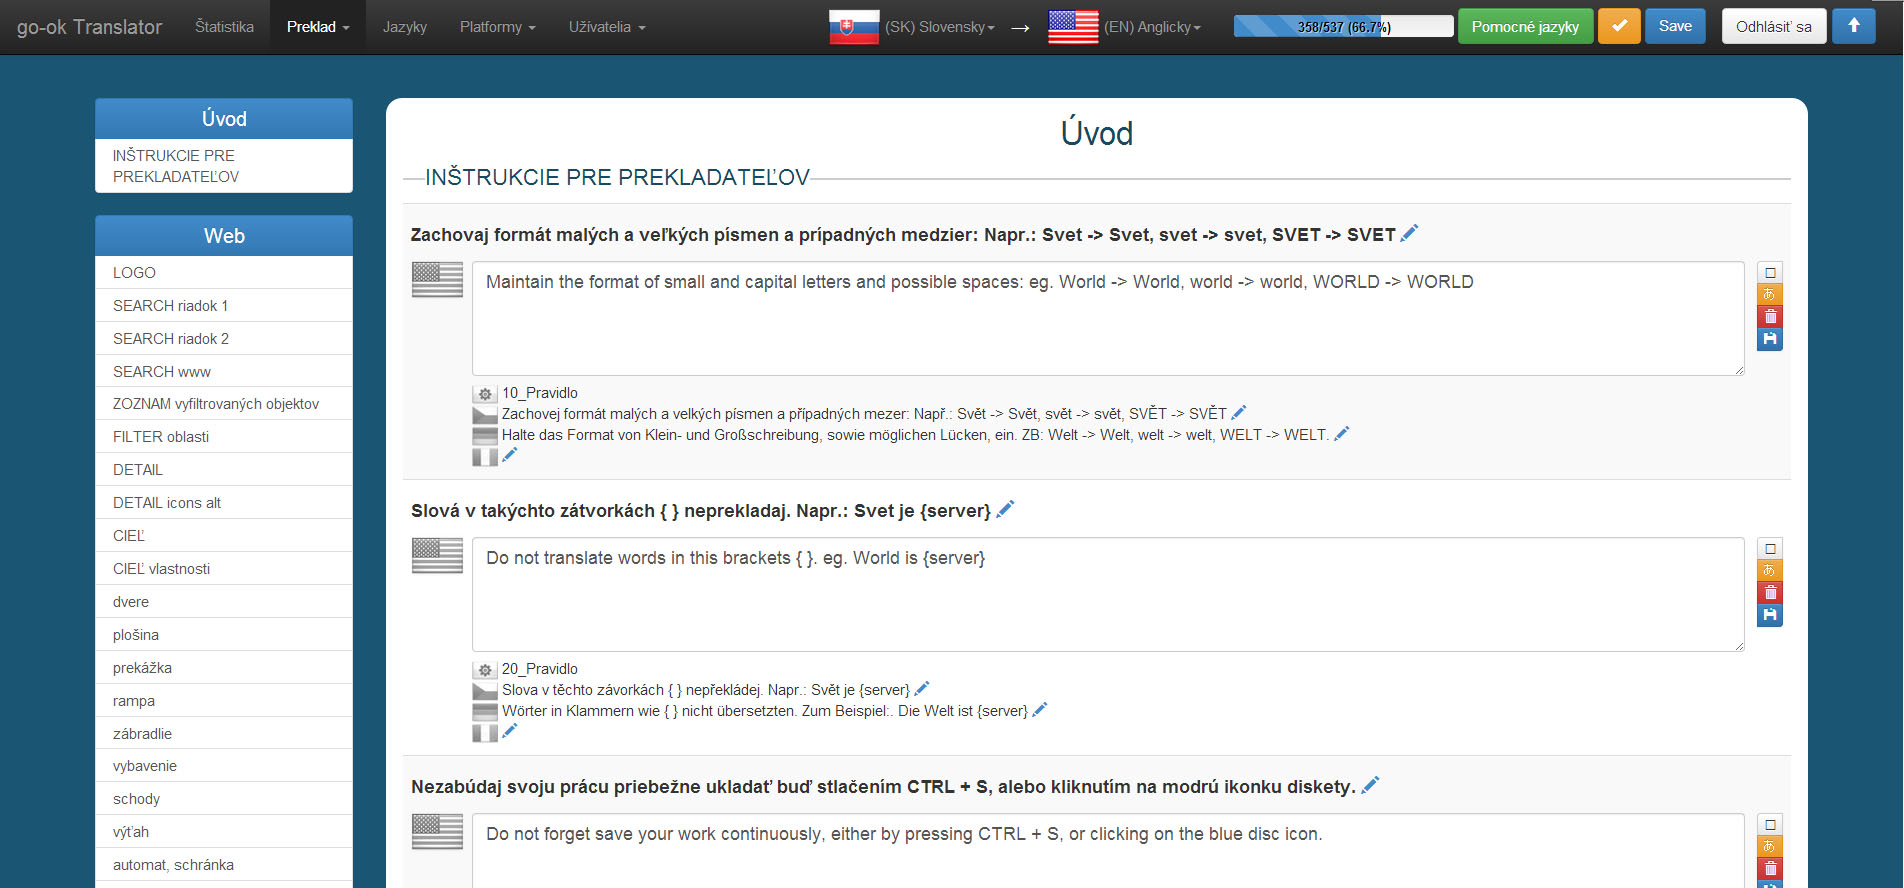 go-ok Translator Štatistika Preklad Jazyky Platformy Užívatelia (SK) Slovensky → (EN) Anglicky 358/537 (66.7%) Pomocné jazyky Save Odhlásiť sa
Úvod
INŠTRUKCIE PRE
PREKLADATEĽOV
Web
LOGO
SEARCH riadok 1
SEARCH riadok 2
SEARCH www
ZOZNAM vyfiltrovaných objektov
FILTER oblasti
DETAIL
DETAIL icons alt
CIEĽ
CIEĽ vlastnosti
dvere
plošina
prekážka
rampa
zábradlie
vybavenie
schody
výťah
automat, schránka
Úvod
INŠTRUKCIE PRE PREKLADATEĽOV
Zachovaj formát malých a veľkých písmen a prípadných medzier: Napr.: Svet -> Svet, svet -> svet, SVET -> SVET
Maintain the format of small and capital letters and possible spaces: eg. World -> World, world -> world, WORLD -> WORLD
あ
10_Pravidlo
Zachovej formát malých a velkých písmen a případných mezer: Např.: Svět -> Svět, svět -> svět, SVĚT -> SVĚT
Halte das Format von Klein- und Großschreibung, sowie möglichen Lücken, ein. ZB: Welt -> Welt, welt -> welt, WELT -> WELT.
Slová v takýchto zátvorkách { } neprekladaj. Napr.: Svet je {server}
Do not translate words in this brackets { }. eg. World is {server}
あ
20_Pravidlo
Slova v těchto závorkách { } nepřekládej. Napr.: Svět je {server}
Wörter in Klammern wie { } nicht übersetzten. Zum Beispiel:. Die Welt ist {server}
Nezabúdaj svoju prácu priebežne ukladať buď stlačením CTRL + S, alebo kliknutím na modrú ikonku diskety.
Do not forget save your work continuously, either by pressing CTRL + S, or clicking on the blue disc icon.
あ